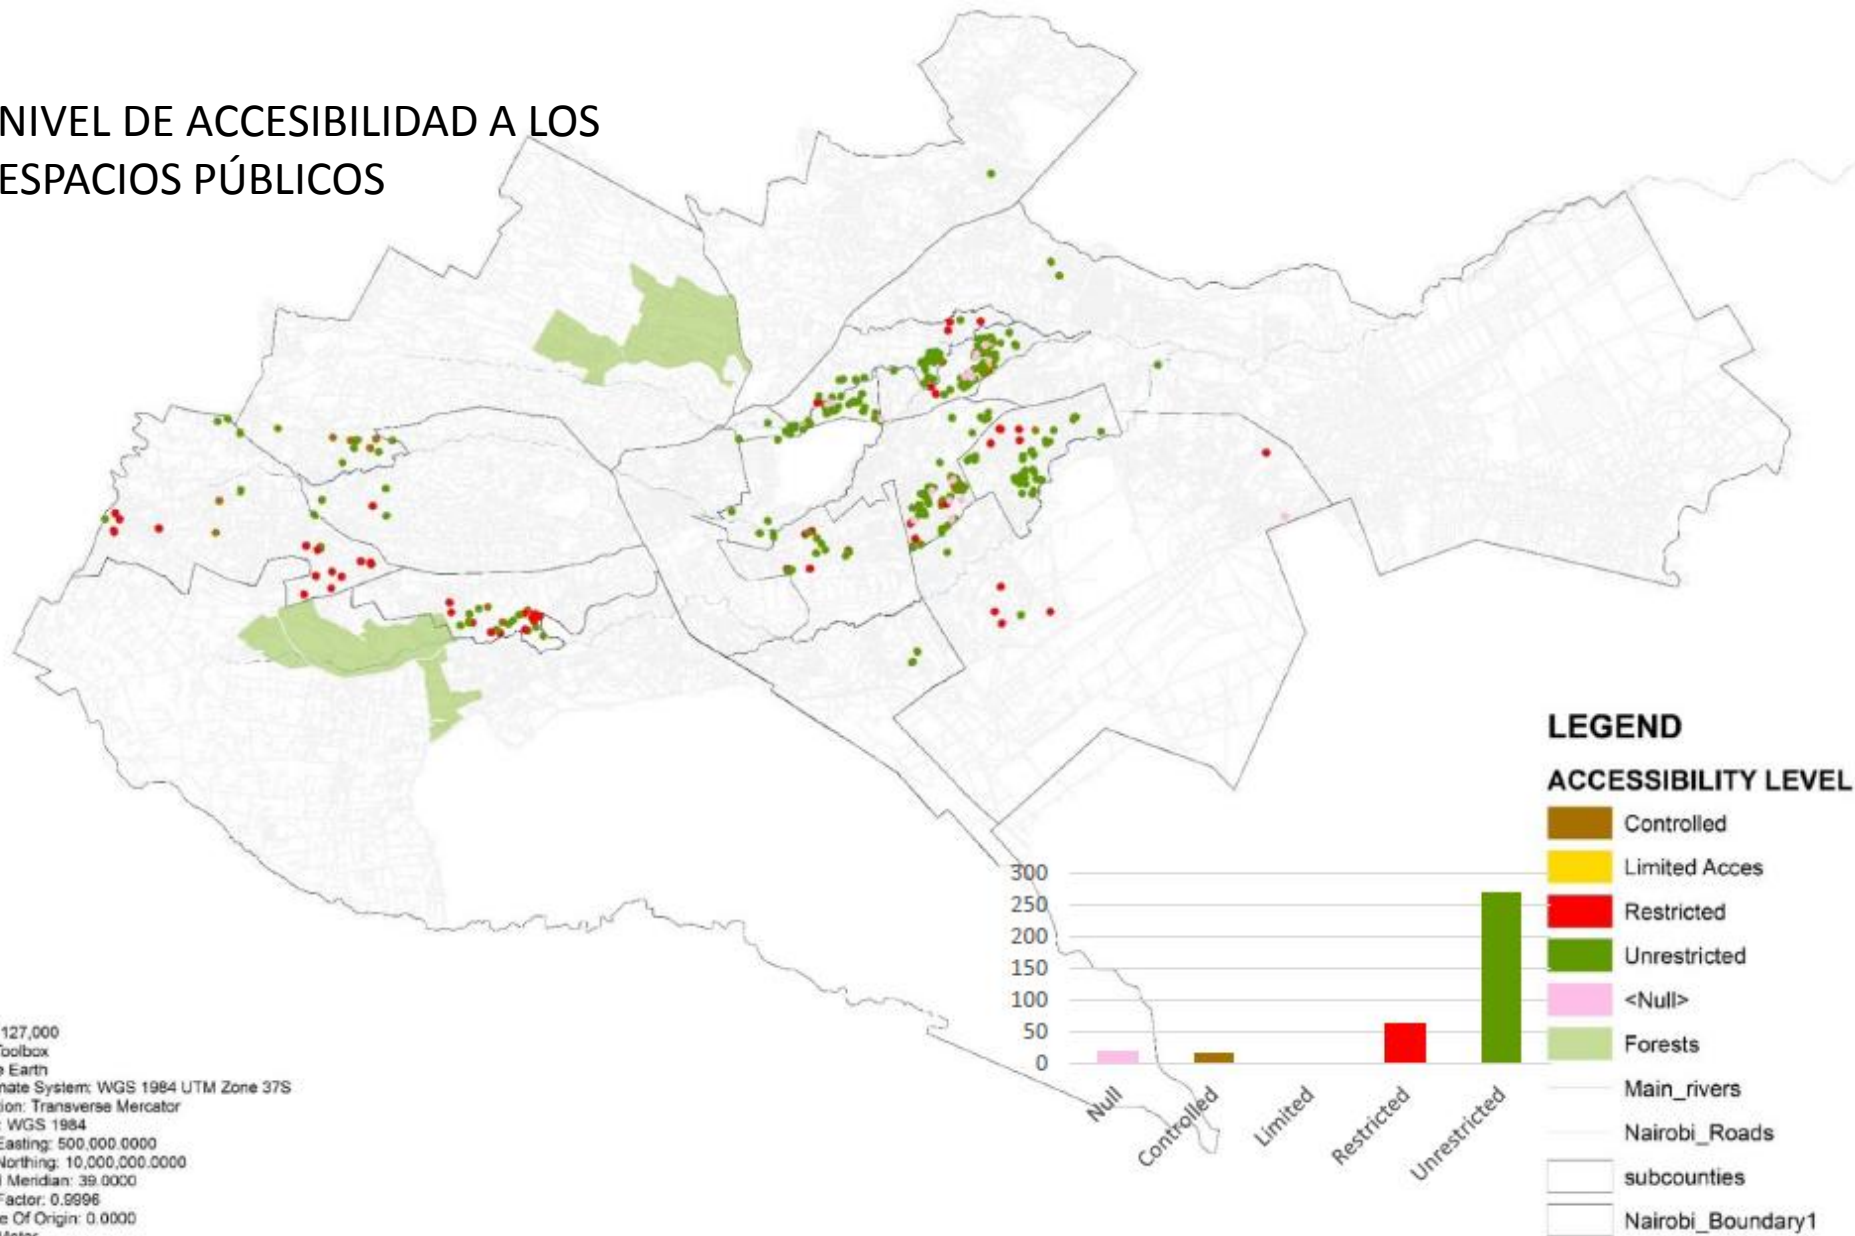 NIVEL DE ACCESIBILIDAD A LOS
ESPACIOS PÚBLICOS
LEGEND
ACCESSIBILITY LEVEL
Controlled
Limited Acces
Restricted
Unrestricted
<Null>
Forests
Main_rivers
Nairobi_Roads
subcounties
Nairobi_Boundary1
300
250
200
150
100
50
0
Null
Controlled
Limited
Restricted
Unrestricted
127,000
Toolbox
Earth
System: WGS 1984 UTM Zone 37S
Transverse Mercator
WGS 1984
Easting: 500,000.0000
Northing: 10,000,000.0000
Meridian: 39.0000
Factor: 0.9996
Of Origin: 0.0000